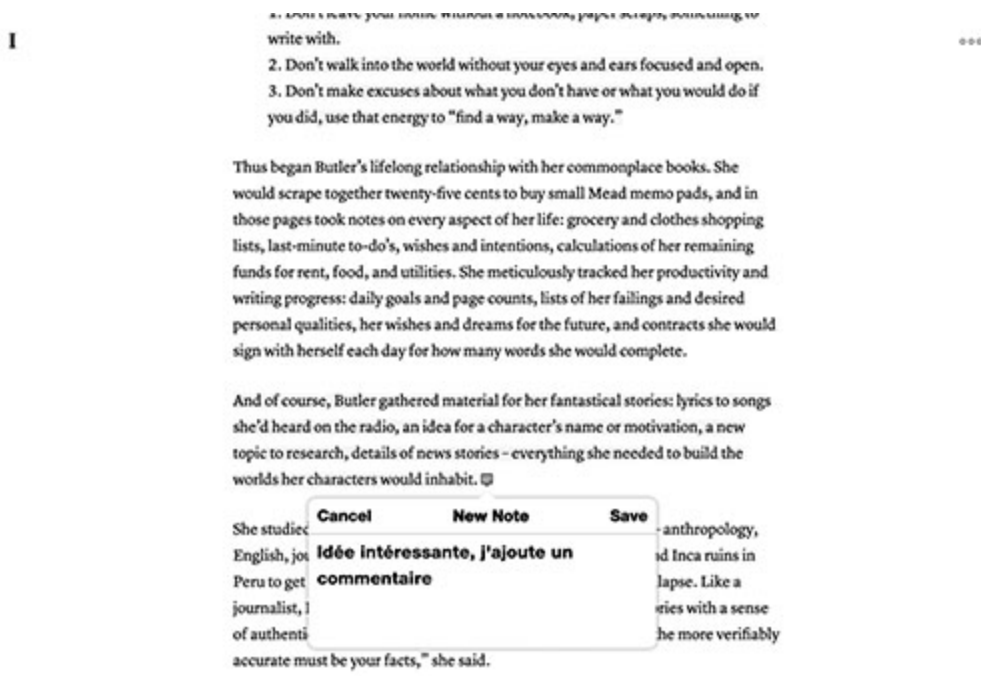 I
1. Don't leave your home without a notebook, paper scraps, something to
write with.
2. Don't walk into the world without your eyes and ears focused and open.
3. Don't make excuses about what you don't have or what you would do if
you did, use that energy to “find a way, make a way.”
Thus began Butler's lifelong relationship with her commonplace books. She
would scrape together twenty-five cents to buy small Mead memo pads, and in
those pages took notes on every aspect of her life: grocery and clothes shopping
lists, last-minute to-do's, wishes and intentions, calculations of her remaining
funds for rent, food, and utilities. She meticulously tracked her productivity and
writing progress: daily goals and page counts, lists of her failings and desired
personal qualities, her wishes and dreams for the future, and contracts she would
sign with herself each day for how many words she would complete.
And of course, Butler gathered material for her fantastical stories: lyrics to songs
she'd heard on the radio, an idea for a character's name or motivation, a new
topic to research, details of news stories – everything she needed to build the
worlds her characters would inhabit.
Cancel New Note Save
Idée intéressante, j'ajoute un
commentaire
She anthropology,
English, Inca ruins in
Peru to get Like a
journalist, with a sense
of he more verifiably
accurate must be your facts,” she said.